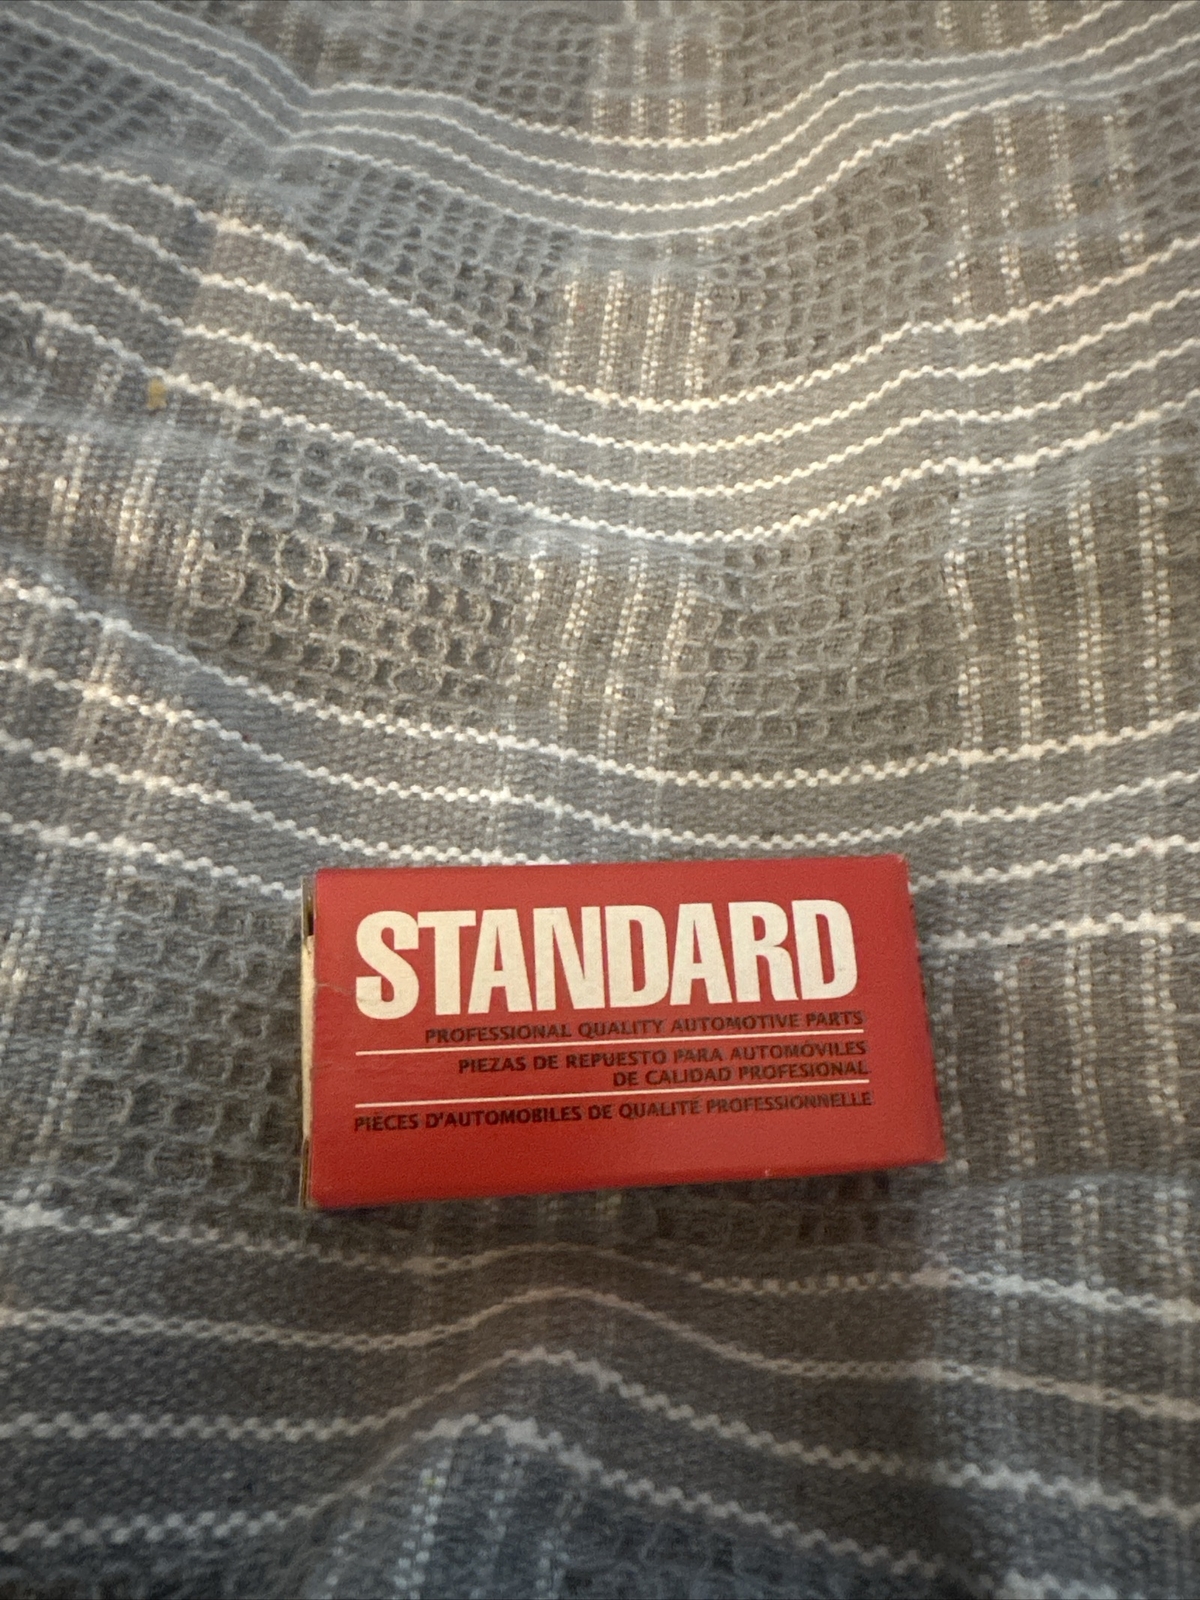 STANDARD
PROFESSIONAL QUALITY AUTOMOTIVE PARTS
PIEZAS DE REPUESTO PARA AUTOMÓVILES
DE CALIDAD PROFESIONAL
PIÈCES D'AUTOMOBILES DE QUALITÉ PROFESSIONNELLE